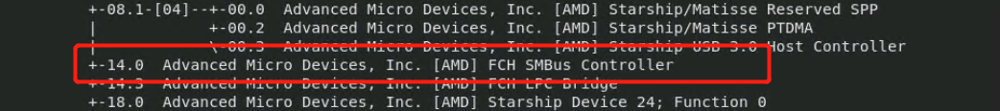 +-08.1-[04]--+-00.0  Advanced Micro Devices, Inc. [AMD] Starship/Matisse Reserved SPP
|            +-00.2  Advanced Micro Devices, Inc. [AMD] Starship/Matisse PTDMA
|            \-00.3  Advanced Micro Devices, Inc. [AMD] Starship USB 3.0 Host Controller
+-14.0  Advanced Micro Devices, Inc. [AMD] FCH SMBus Controller
+-14.3  Advanced Micro Devices, Inc. [AMD] FCH LPC Bridge
+-18.0  Advanced Micro Devices, Inc. [AMD] Starship Device 24; Function 0